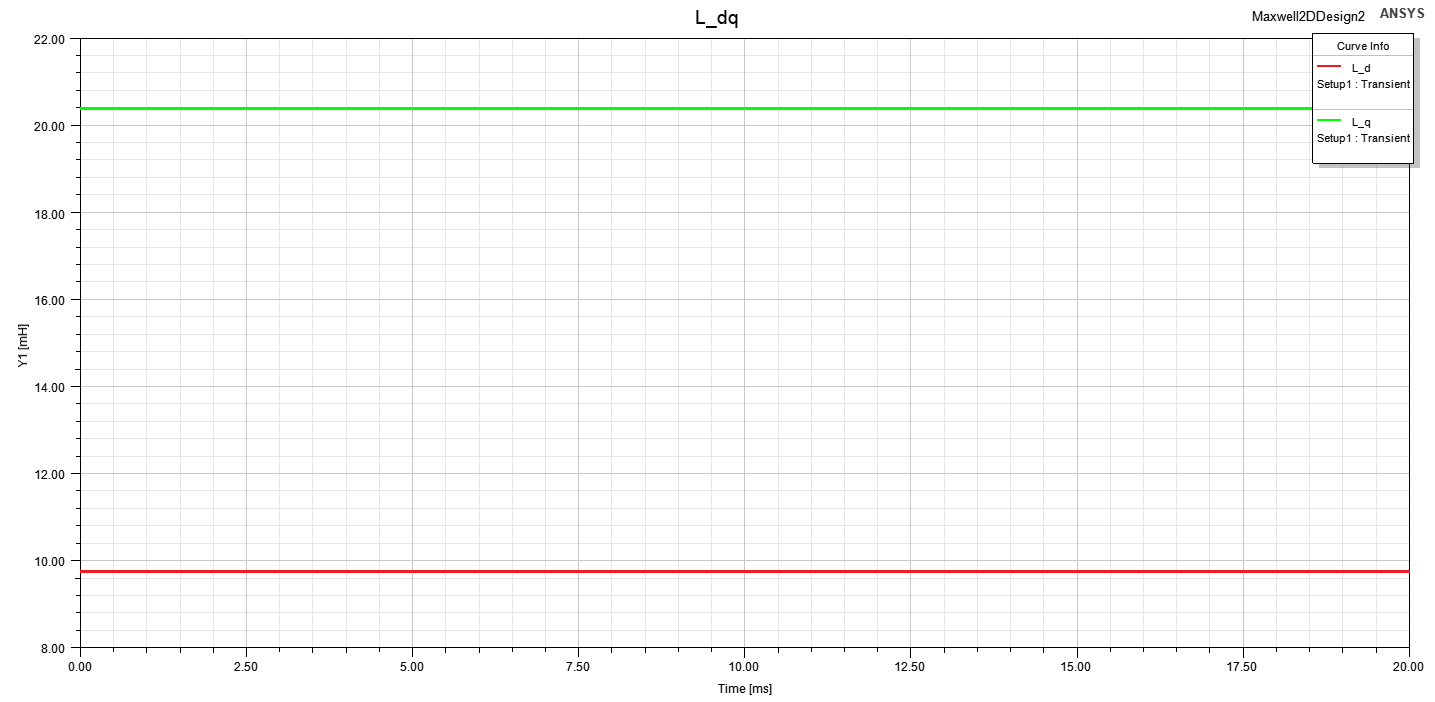 L_dq
Maxwell2DDesign2
ANSYS
Curve Info
L_d
Setup1 : Transient
L_q
Setup1 : Transient
22.00
20.00
18.00
16.00
14.00
12.00
10.00
8.00
Y1 [mH]
0.00 2.50 5.00 7.50 10.00 12.50 15.00 17.50 20.00
Time [ms]